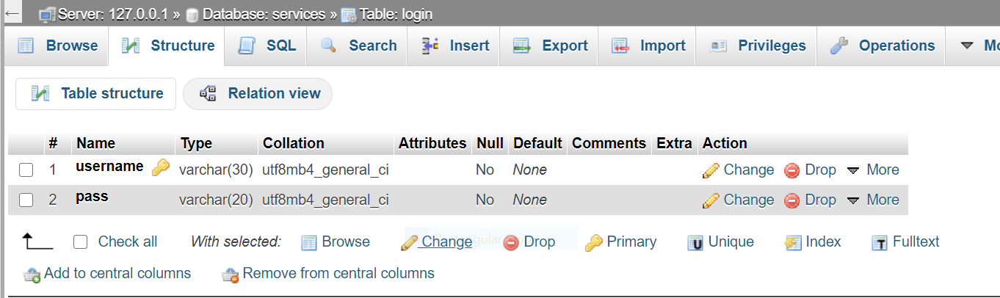 Server: 127.0.0.1 » Database: services » Table: login
Browse Structure SQL Search Insert Export Import Privileges Operations Mo
Table structure Relation view
# Name Type Collation Attributes Null Default Comments Extra Action
1 username varchar(30) utf8mb4_general_ci No None Change Drop More
2 pass varchar(20) utf8mb4_general_ci No None Change Drop More
Check all With selected: Browse Change Drop Primary Unique Index Fulltext
Add to central columns Remove from central columns